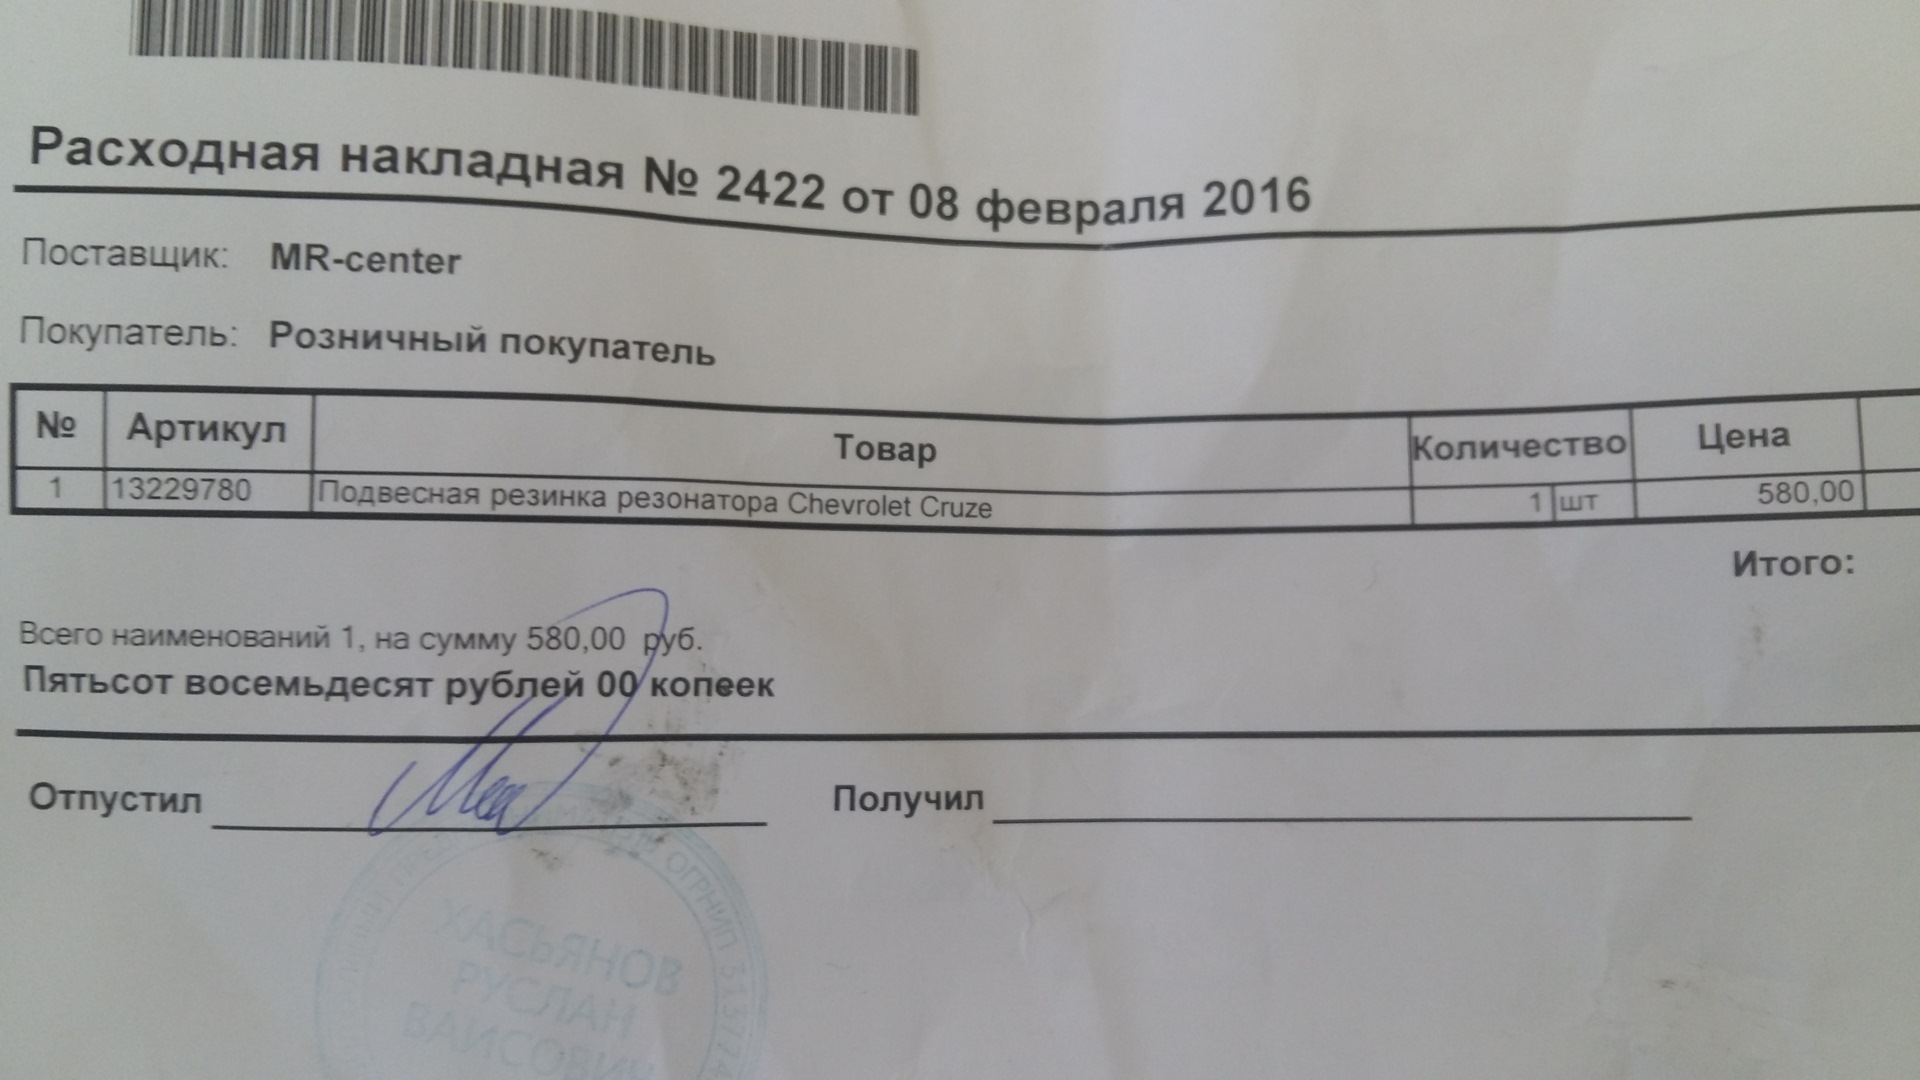 Расходная накладная № 2422 от 08 февраля 2016
Поставщик: MR-center
Покупатель: Розничный покупатель
№ Артикул Товар Количество Цена
1 13229780 Подвесная резинка резонатора Chevrolet Cruze 1 шт 580,00
Итого:
Всего наименований 1, на сумму 580,00 руб.
Пятьсот восемьдесят рублей 00 копеек
Отпустил Получил
ОГРНИП
ХАСЬЯНОВ
РУСЛАН
ВАИСОВИЧ